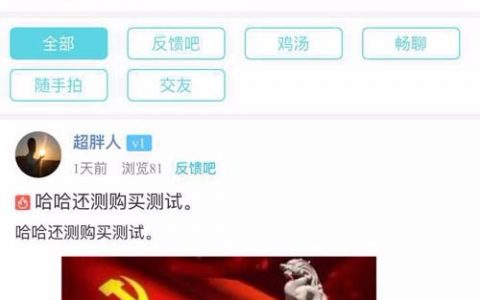 全部 反馈吧 鸡汤 畅聊
随手拍 交友
超胖人 v1
1天前 浏览81 反馈吧
哈哈还测购买测试。
哈哈还测购买测试。